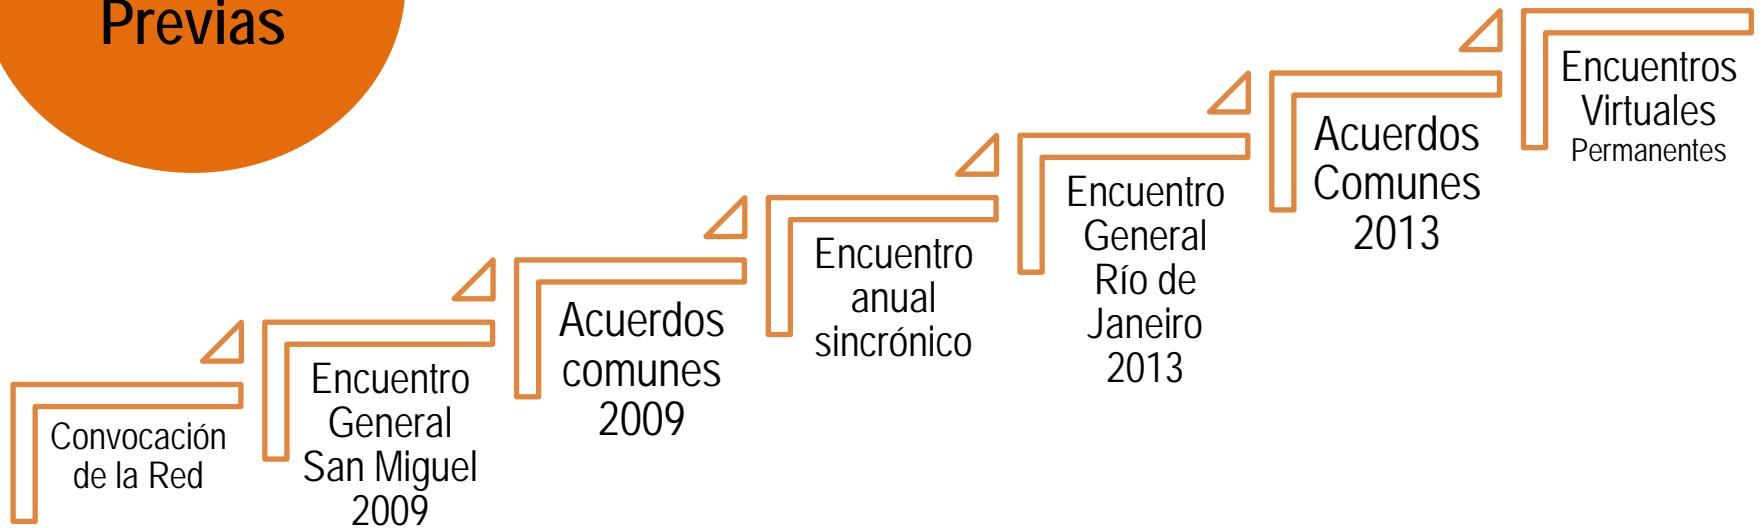 Previas
Convocación
de la Red
Encuentro
General
San Miguel
2009
Acuerdos
comunes
2009
Encuentro
anual
sincrónico
Encuentro
General
Río de
Janeiro
2013
Acuerdos
Comunes
2013
Encuentros
Virtuales
Permanentes